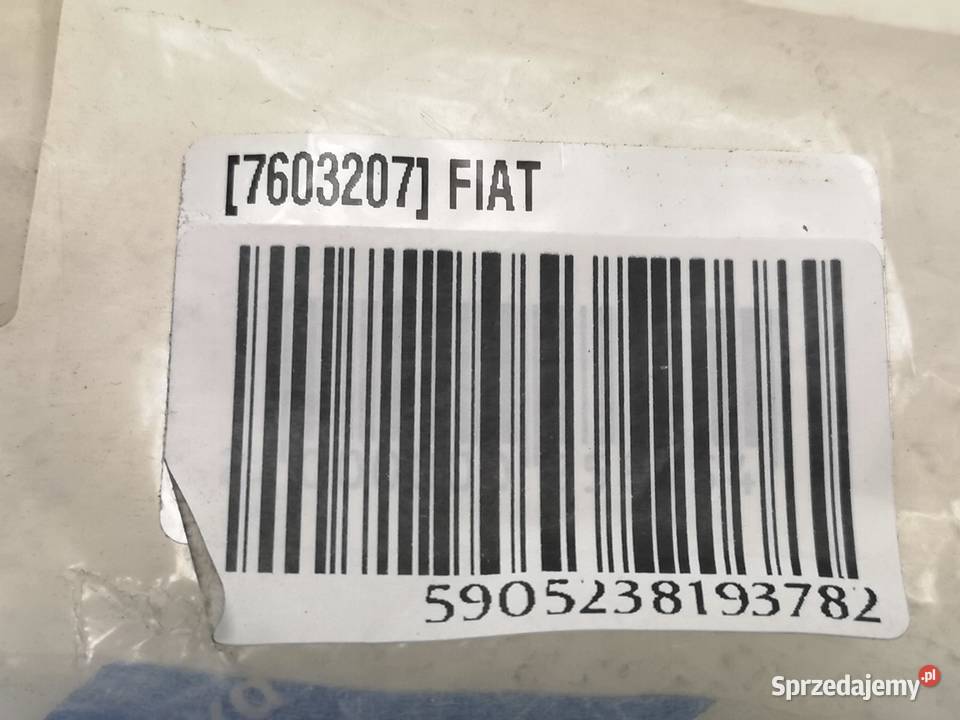 [7603207] FIAT
5905238193782
Sprzedajemy.pl